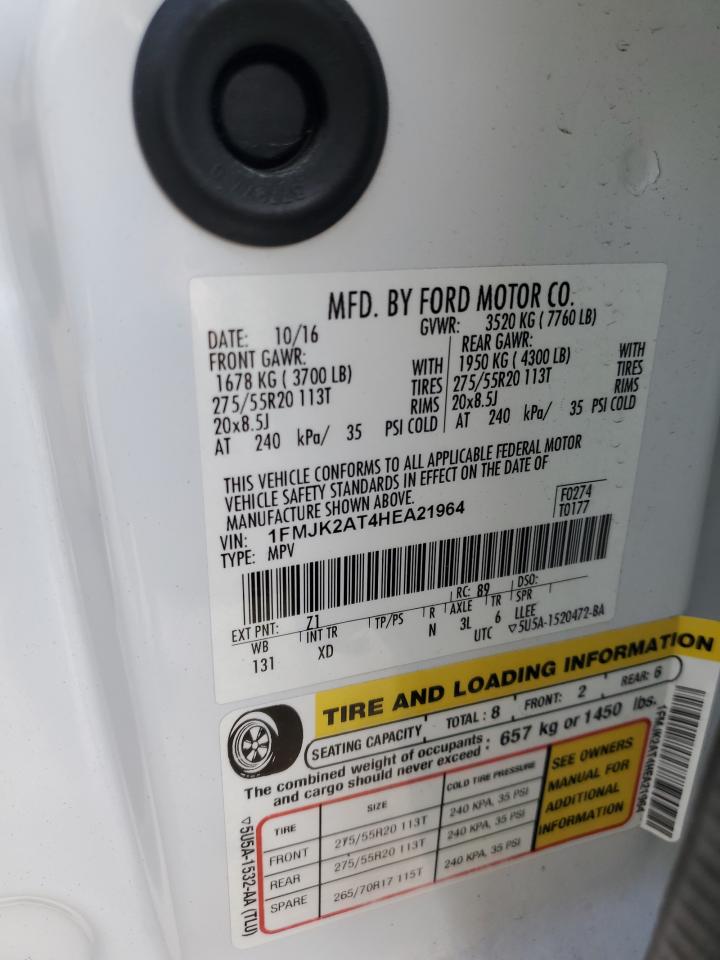 MFD. BY FORD MOTOR CO.
DATE: 10/16 GVWR: 3520 KG ( 7760 LB)
FRONT GAWR: REAR GAWR:
1678 KG ( 3700 LB) WITH 1950 KG ( 4300 LB) WITH
275/55R20 113T TIRES 275/55R20 113T TIRES
20x8.5J RIMS 20x8.5J RIMS
AT 240 kPa/ 35 PSI COLD AT 240 kPa/ 35 PSI COLD
THIS VEHICLE CONFORMS TO ALL APPLICABLE FEDERAL MOTOR
VEHICLE SAFETY STANDARDS IN EFFECT ON THE DATE OF
MANUFACTURE SHOWN ABOVE.
F0274
T0177
VIN: 1FMJK2AT4HEA21964
TYPE: MPV
EXT PNT: Z1 RC: 89 DSO:
WB INT TR TP/PS R AXLE TR SPR
131 XD N 3L 6 LLEE
UTC ▽5U5A-1520472-BA
TIRE AND LOADING INFORMATION
SEATING CAPACITY TOTAL : 8 FRONT: 2 REAR: 6
The combined weight of occupants and cargo should never exceed : 657 kg or 1450 lbs.
TIRE SIZE COLD TIRE PRESSURE
FRONT 275/55R20 113T 240 KPA, 35 PSI
REAR 275/55R20 113T 240 KPA, 35 PSI
SPARE 265/70R17 115T 240 KPA, 35 PSI
SEE OWNERS
MANUAL FOR
ADDITIONAL
INFORMATION
▽5U5A-1532-AA (TLU)
1FMJK2AT4HEA21964